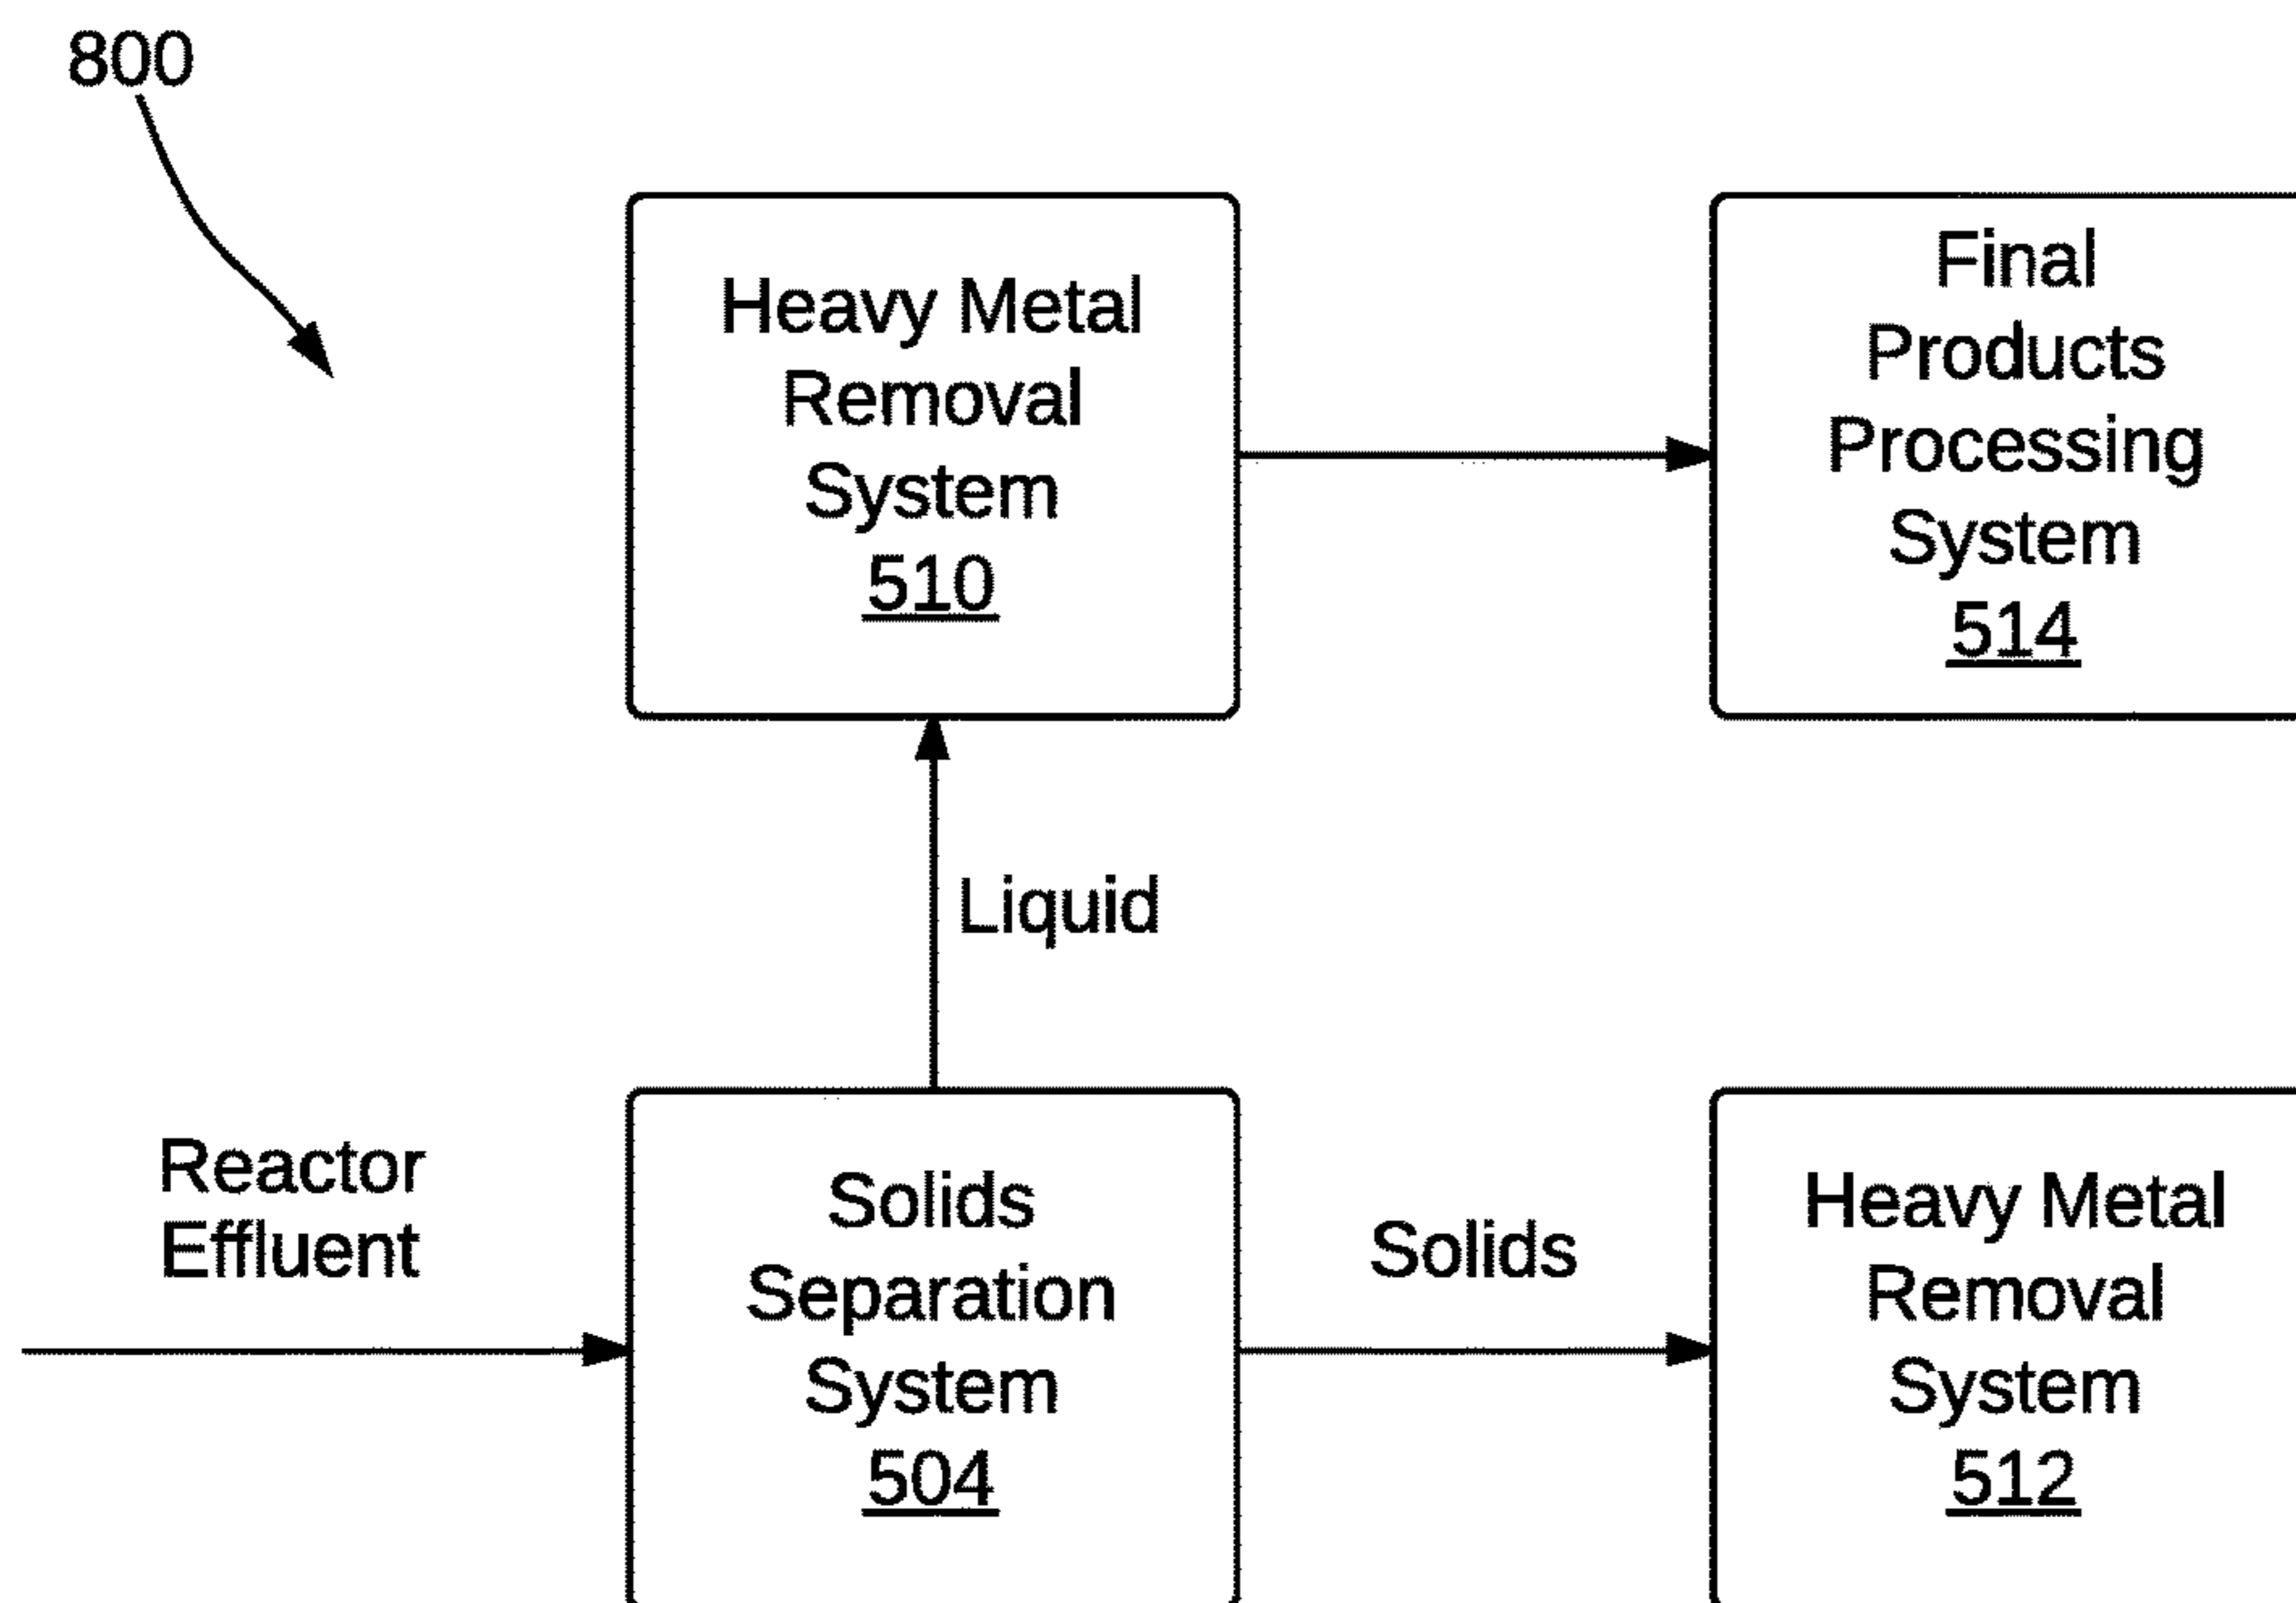 800
Heavy Metal
Removal
System
510
Final
Products
Processing
System
514
Liquid
Reactor
Effluent
Solids
Separation
System
504
Solids
Heavy Metal
Removal
System
512